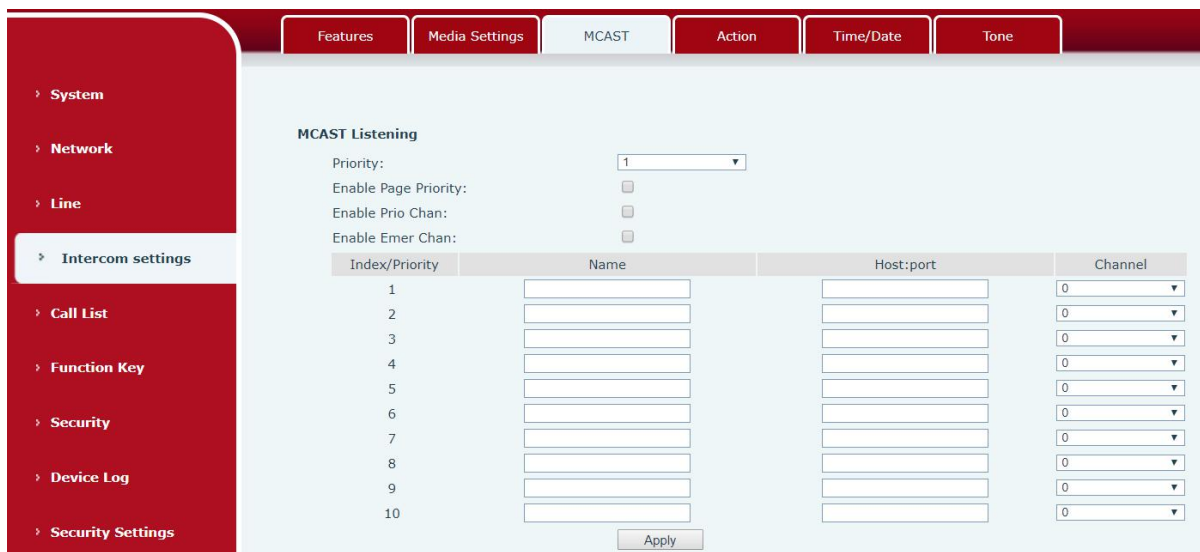 Features Media Settings MCAST Action Time/Date Tone
System
Network
Line
Intercom settings
Call List
Function Key
Security
Device Log
Security Settings
MCAST Listening
Priority: 1
Enable Page Priority:
Enable Prio Chan:
Enable Emer Chan:
Index/Priority Name Host:port Channel
1 0
2 0
3 0
4 0
5 0
6 0
7 0
8 0
9 0
10 0
Apply